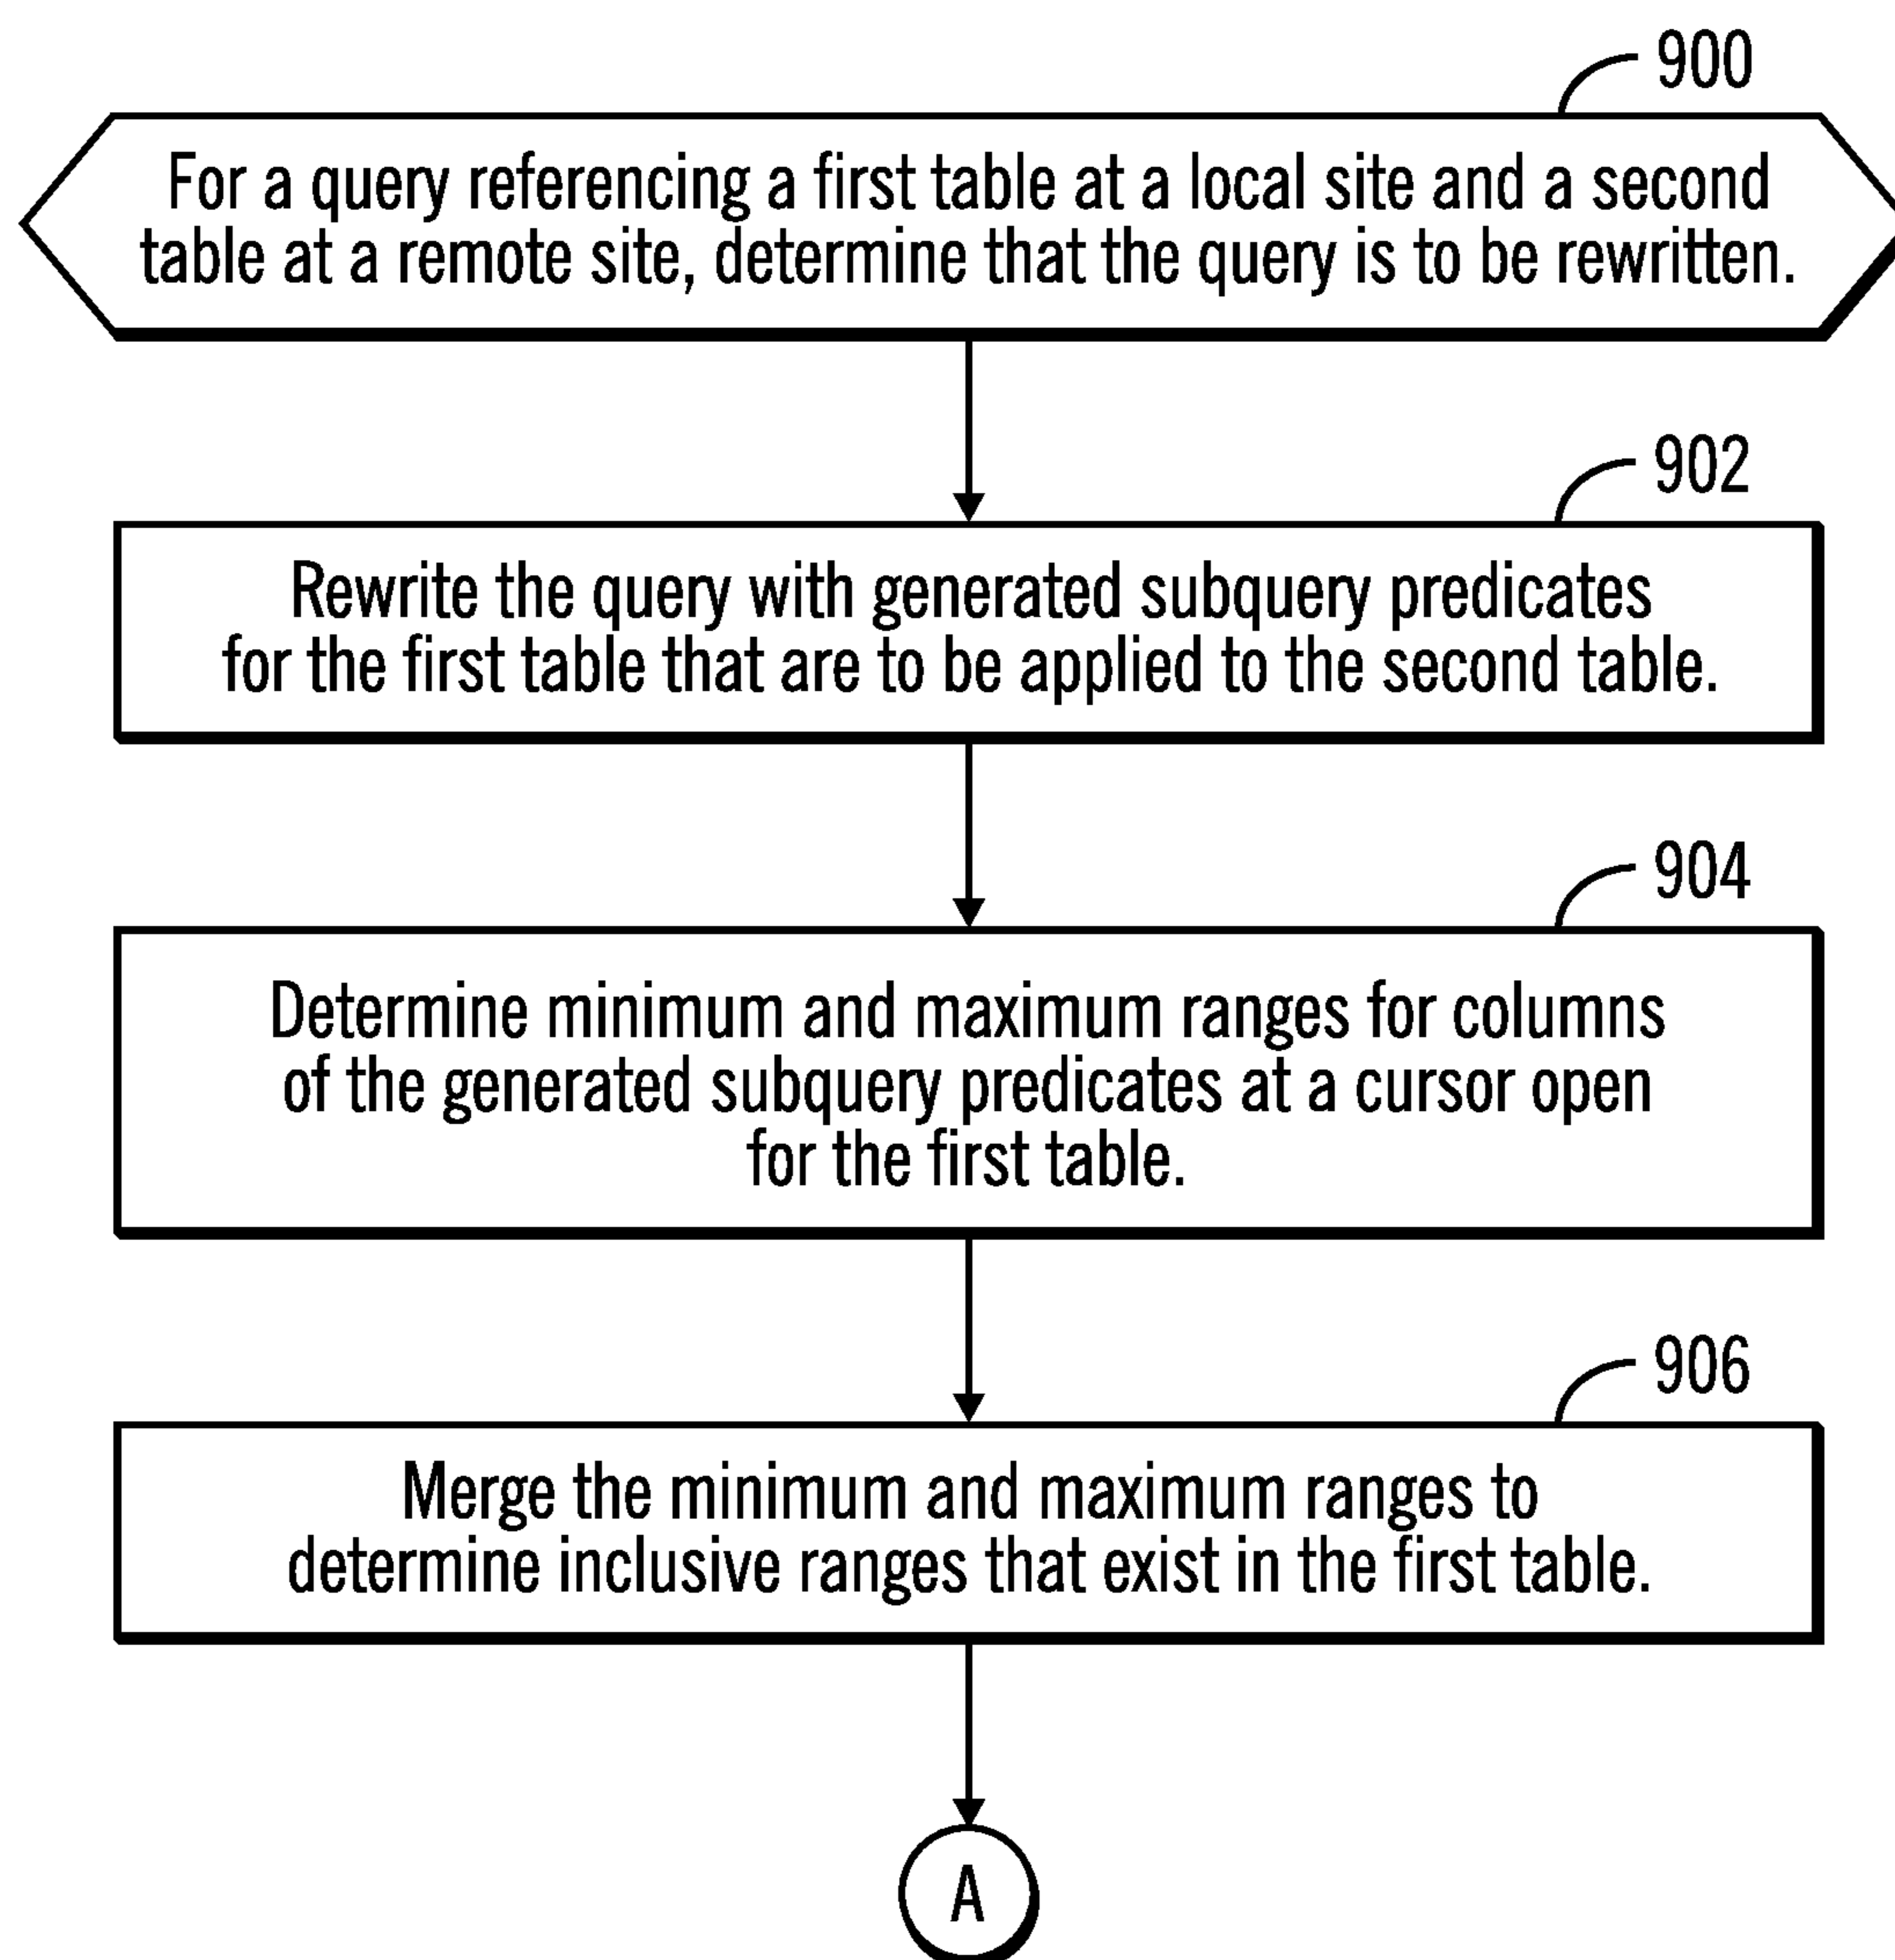 900
For a query referencing a first table at a local site and a second
table at a remote site, determine that the query is to be rewritten.
902
Rewrite the query with generated subquery predicates
for the first table that are to be applied to the second table.
904
Determine minimum and maximum ranges for columns
of the generated subquery predicates at a cursor open
for the first table.
906
Merge the minimum and maximum ranges to
determine inclusive ranges that exist in the first table.
A